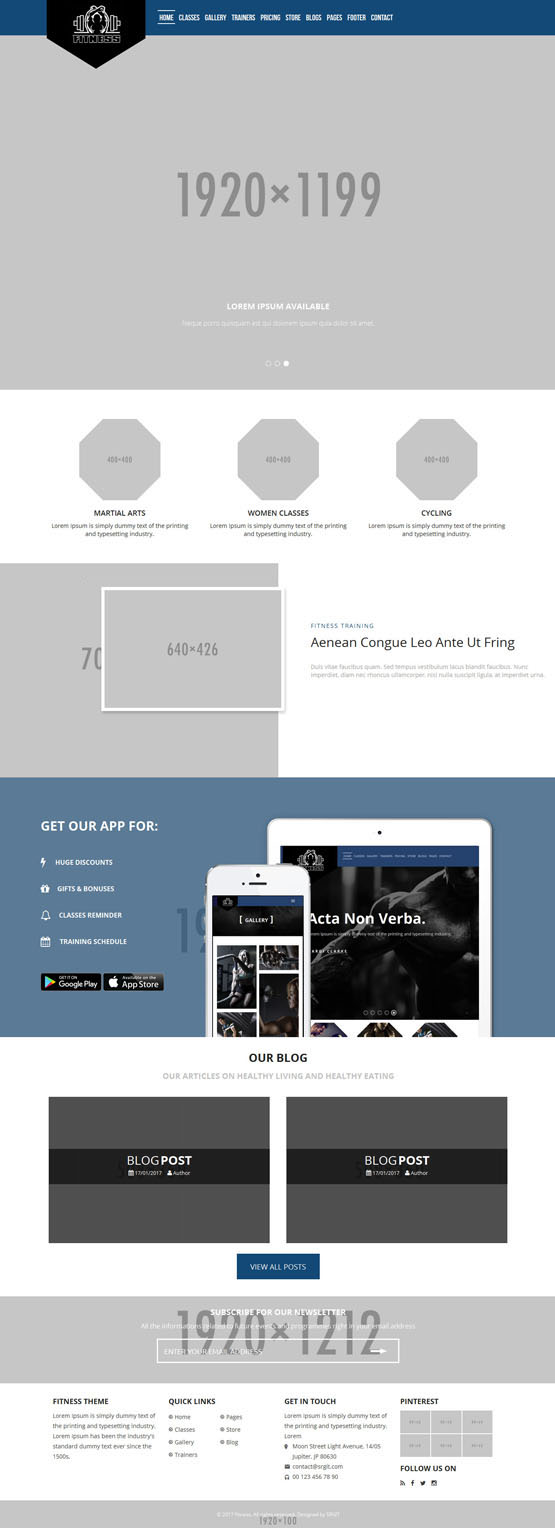 FITNESS
HOME CLASSES GALLERY TRAINERS PRICING STORE BLOGS PAGES FOOTER CONTACT
1920×1199
LOREM IPSUM AVAILABLE
Neque porro quisquam est qui dolorem ipsum quia dolor sit amet.
400×400
400×400
400×400
MARTIAL ARTS
WOMEN CLASSES
CYCLING
Lorem Ipsum is simply dummy text of the printing
and typesetting industry.
Lorem Ipsum is simply dummy text of the printing
and typesetting industry.
Lorem Ipsum is simply dummy text of the printing
and typesetting industry.
70
640×426
FITNESS TRAINING
Aenean Congue Leo Ante Ut Fring
Duis vitae faucibus quam. Sed tempus vestibulum lacus blandit faucibus. Nunc
imperdiet, diam nec rhoncus ullamcorper, nisl nulla suscipit ligula, at imperdiet urna.
GET OUR APP FOR:
HUGE DISCOUNTS
GIFTS & BONUSES
CLASSES REMINDER
TRAINING SCHEDULE
GET IT ON
Google Play
Available on the
App Store
19
[ GALLERY ]
Acta Non Verba.
OUR BLOG
OUR ARTICLES ON HEALTHY LIVING AND HEALTHY EATING
BLOG POST
17/01/2017 Author
BLOG POST
17/01/2017 Author
VIEW ALL POSTS
1920×1212
SUBSCRIBE FOR OUR NEWSLETTER
All the informations related to future events and programmes right in your email address
ENTER YOUR EMAIL ADDRESS
FITNESS THEME
Lorem Ipsum is simply dummy text of
the printing and typesetting industry.
Lorem Ipsum has been the industry's
standard dummy text ever since the
1500s,
QUICK LINKS
Home
Classes
Gallery
Trainers
Pages
Store
Blog
GET IN TOUCH
Lorem Ipsum is simply dummy text of
the printing and typesetting industry.
Lorem
Moon Street Light Avenue, 14/05
Jupiter, JP 80630
contact@srgit.com
00 123 456 78 90
PINTEREST
FOLLOW US ON
© 2017 Fitness. All rights reserved. Designed by SRGIT
1920×100